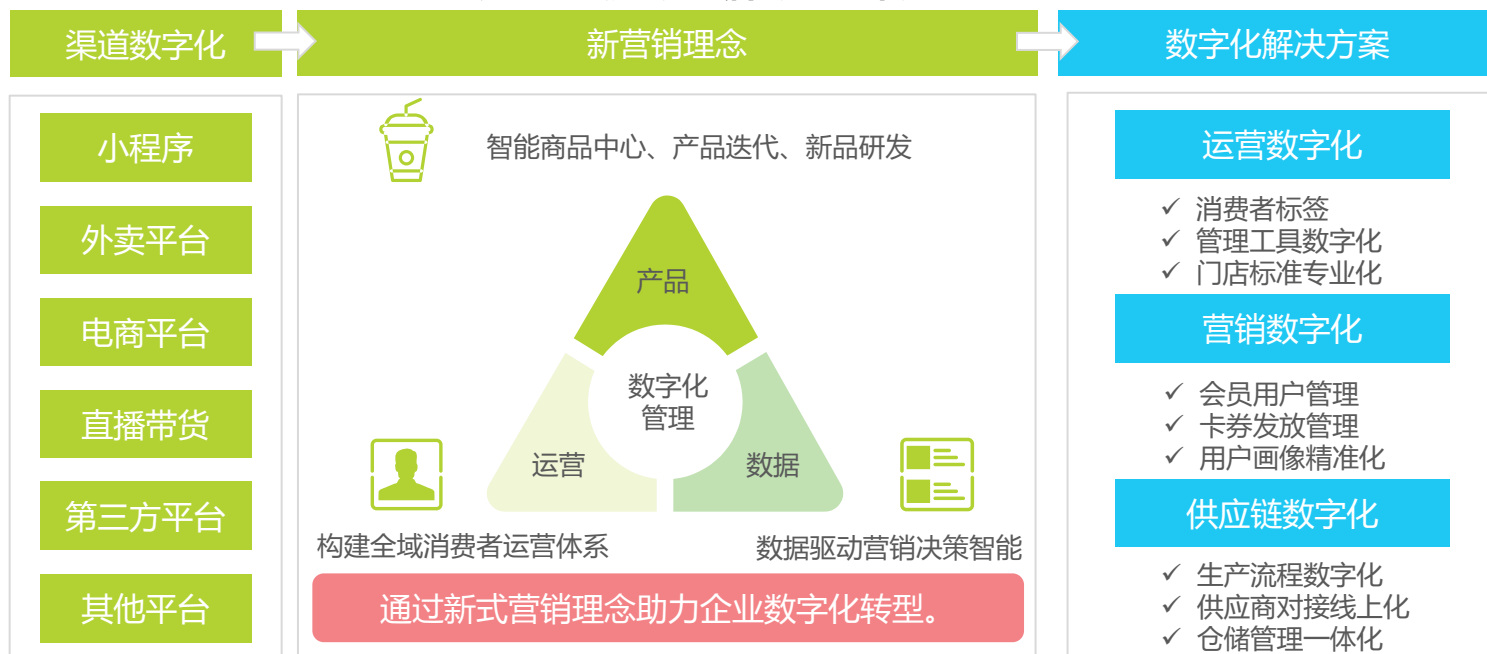 渠道数字化
新营销理念
数字化解决方案
小程序
外卖平台
电商平台
直播带货
第三方平台
其他平台
智能商品中心、产品迭代、新品研发
产品
数字化
管理
运营
数据
构建全域消费者运营体系
数据驱动营销决策智能
通过新式营销理念助力企业数字化转型。
运营数字化
✓ 消费者标签
✓ 管理工具数字化
✓ 门店标准专业化
营销数字化
✓ 会员用户管理
✓ 卡券发放管理
✓ 用户画像精准化
供应链数字化
✓ 生产流程数字化
✓ 供应商对接线上化
✓ 仓储管理一体化